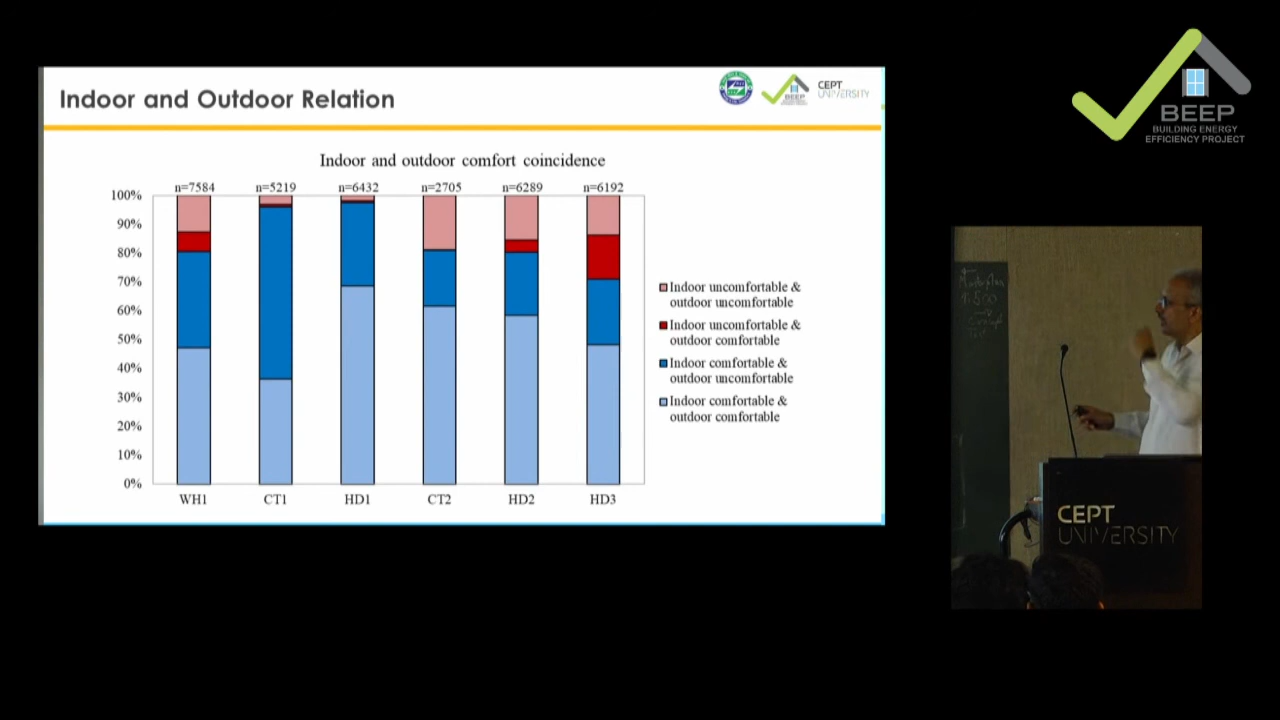 Indoor and Outdoor Relation
BEEP
CEPT
UNIVERSITY
BEEP
BUILDING ENERGY
EFFICIENCY PROJECT
Indoor and outdoor comfort coincidence
n=7584 n=5219 n=6432 n=2705 n=6289 n=6192
100%
90%
80%
70%
60%
50%
40%
30%
20%
10%
0%
WH1 CT1 HD1 CT2 HD2 HD3
Indoor uncomfortable &
outdoor uncomfortable
Indoor uncomfortable &
outdoor comfortable
Indoor comfortable &
outdoor uncomfortable
Indoor comfortable &
outdoor comfortable
CEPT
UNIVERSITY